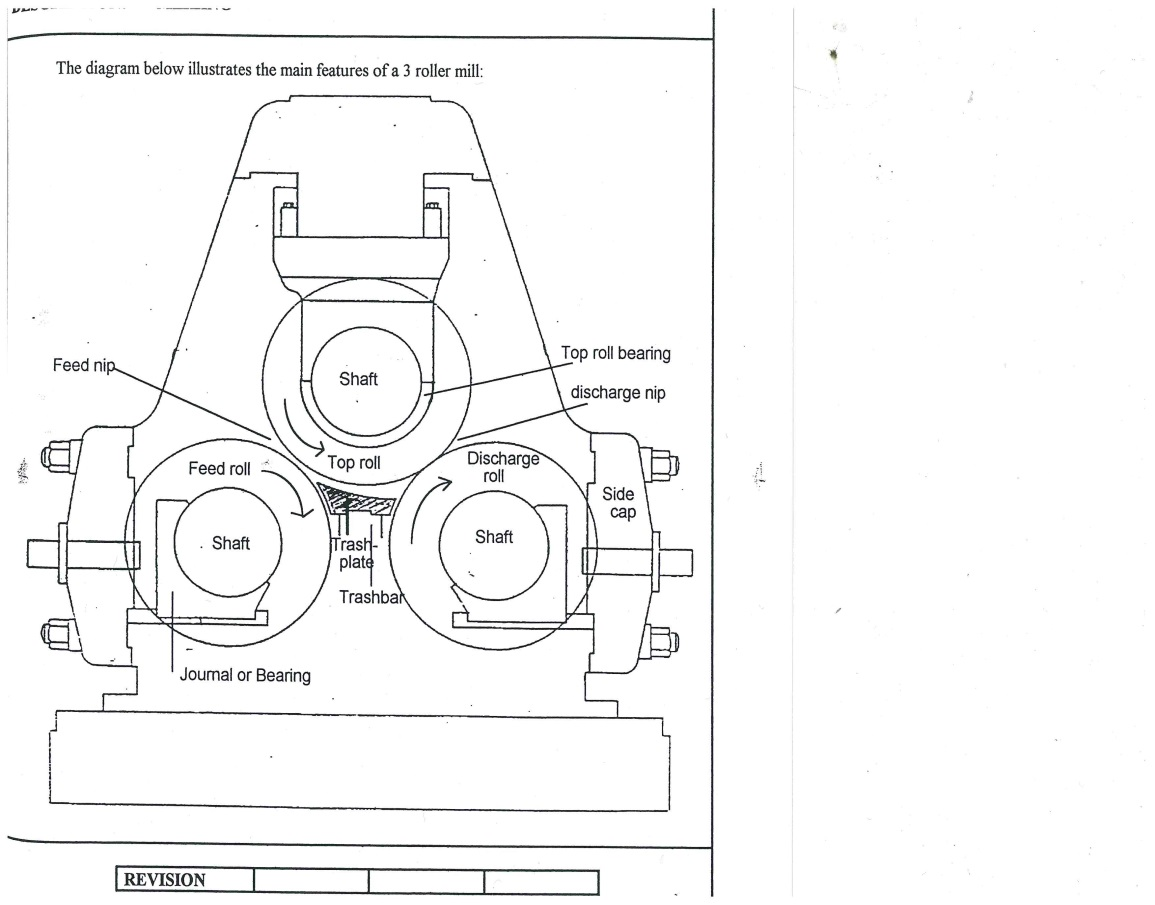 The diagram below illustrates the main features of a 3 roller mill:
Feed nip
Shaft
Top roll bearing
discharge nip
Feed roll
Top roll
Discharge
roll
Side
cap
Shaft
Shaft
Trash-
plate
Trashbar
Journal or Bearing
REVISION